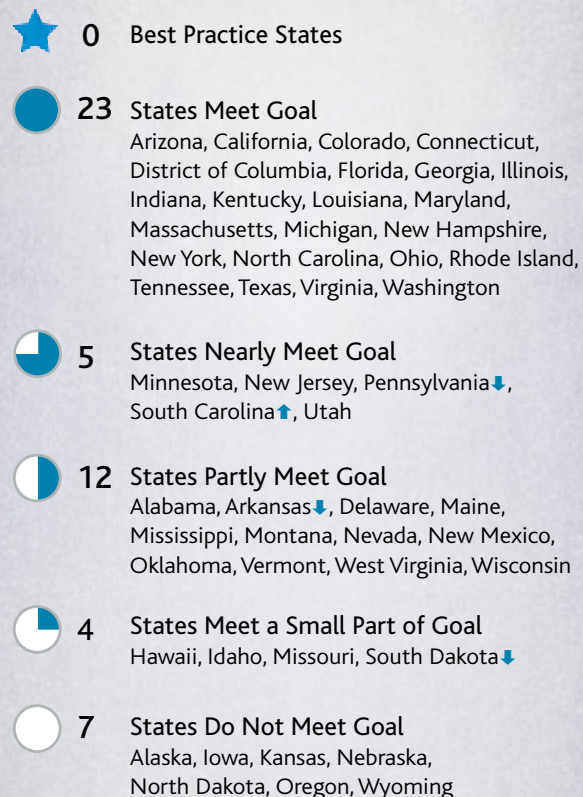 0 Best Practice States
23 States Meet Goal
Arizona, California, Colorado, Connecticut,
District of Columbia, Florida, Georgia, Illinois,
Indiana, Kentucky, Louisiana, Maryland,
Massachusetts, Michigan, New Hampshire,
New York, North Carolina, Ohio, Rhode Island,
Tennessee, Texas, Virginia, Washington
5 States Nearly Meet Goal
Minnesota, New Jersey, Pennsylvania⬇,
South Carolina⬆, Utah
12 States Partly Meet Goal
Alabama, Arkansas⬇, Delaware, Maine,
Mississippi, Montana, Nevada, New Mexico,
Oklahoma, Vermont, West Virginia, Wisconsin
4 States Meet a Small Part of Goal
Hawaii, Idaho, Missouri, South Dakota⬇
7 States Do Not Meet Goal
Alaska, Iowa, Kansas, Nebraska,
North Dakota, Oregon, Wyoming